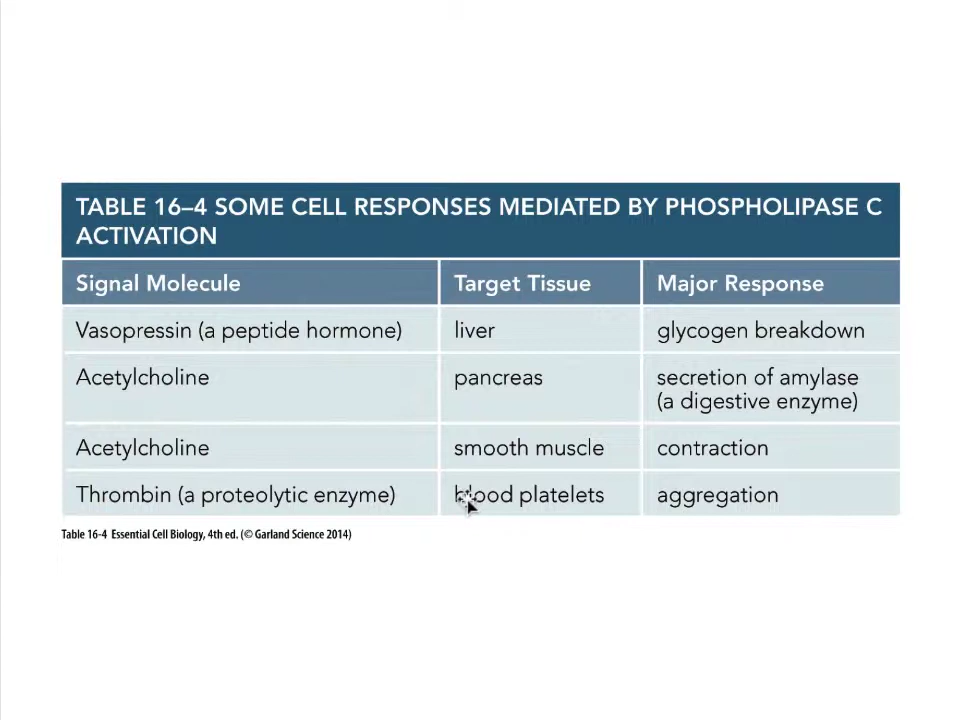 TABLE 16–4 SOME CELL RESPONSES MEDIATED BY PHOSPHOLIPASE C
ACTIVATION
Signal Molecule Target Tissue Major Response
Vasopressin (a peptide hormone) liver glycogen breakdown
Acetylcholine pancreas secretion of amylase
(a digestive enzyme)
Acetylcholine smooth muscle contraction
Thrombin (a proteolytic enzyme) blood platelets aggregation
Table 16-4 Essential Cell Biology, 4th ed. (© Garland Science 2014)